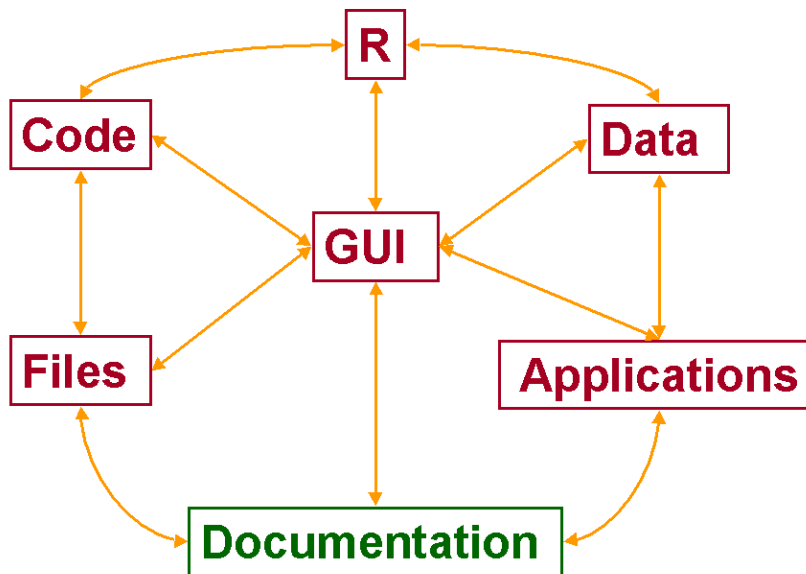 R
Code
Data
GUI
Files
Applications
Documentation